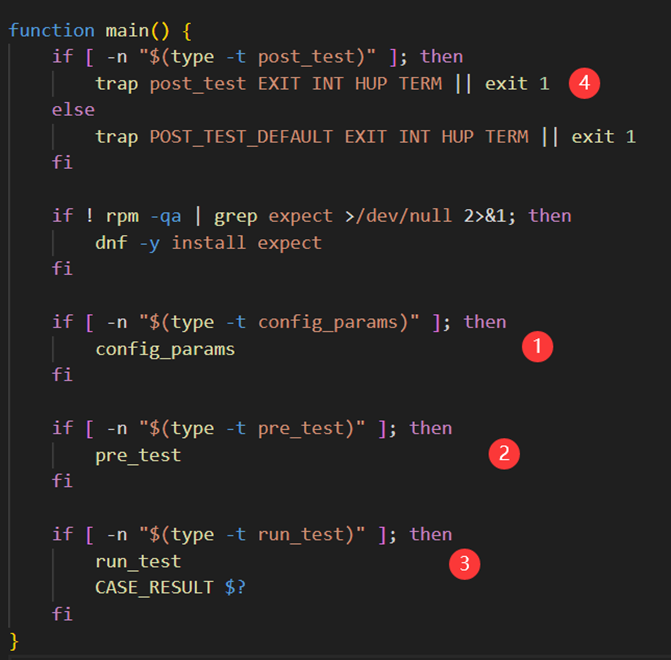 function main() {
    if [ -n "$(type -t post_test)" ]; then
        trap post_test EXIT INT HUP TERM || exit 1 4
    else
        trap POST_TEST_DEFAULT EXIT INT HUP TERM || exit 1
    fi

    if ! rpm -qa | grep expect >/dev/null 2>&1; then
        dnf -y install expect
    fi

    if [ -n "$(type -t config_params)" ]; then
        config_params 1
    fi

    if [ -n "$(type -t pre_test)" ]; then
        pre_test 2
    fi

    if [ -n "$(type -t run_test)" ]; then
        run_test 3
        CASE_RESULT $?
    fi
}